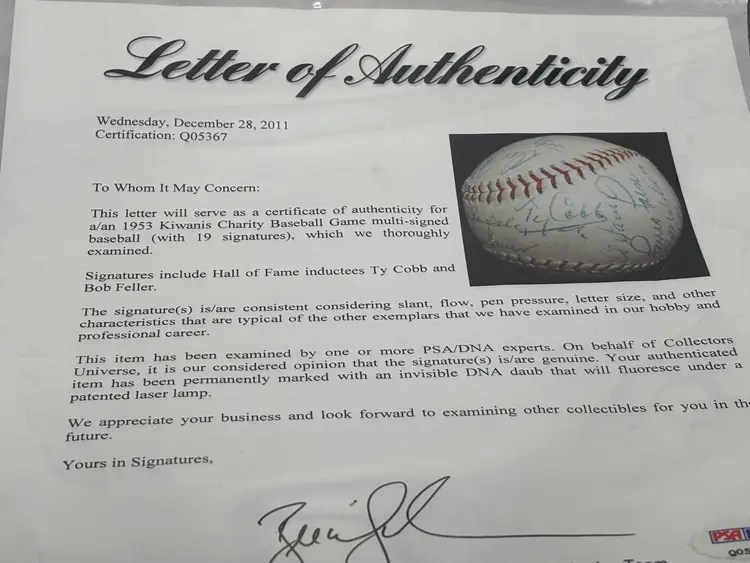 Letter of Authenticity
Wednesday, December 28, 2011
Certification: Q05367
To Whom It May Concern:
This letter will serve as a certificate of authenticity for
a/an 1953 Kiwanis Charity Baseball Game multi-signed
baseball (with 19 signatures), which we thoroughly
examined.
Signatures include Hall of Fame inductees Ty Cobb and
Bob Feller.
Ty Cobb
The signature(s) is/are consistent considering slant, flow, pen pressure, letter size, and other
characteristics that are typical of the other exemplars that we have examined in our hobby and
professional career.
This item has been examined by one or more PSA/DNA experts. On behalf of Collectors
Universe, it is our considered opinion that the signature(s) is/are genuine. Your authenticated
item has been permanently marked with an invisible DNA daub that will fluoresce under a
patented laser lamp.
We appreciate your business and look forward to examining other collectibles for you in the
future.
Yours in Signatures,
PSA
Q05